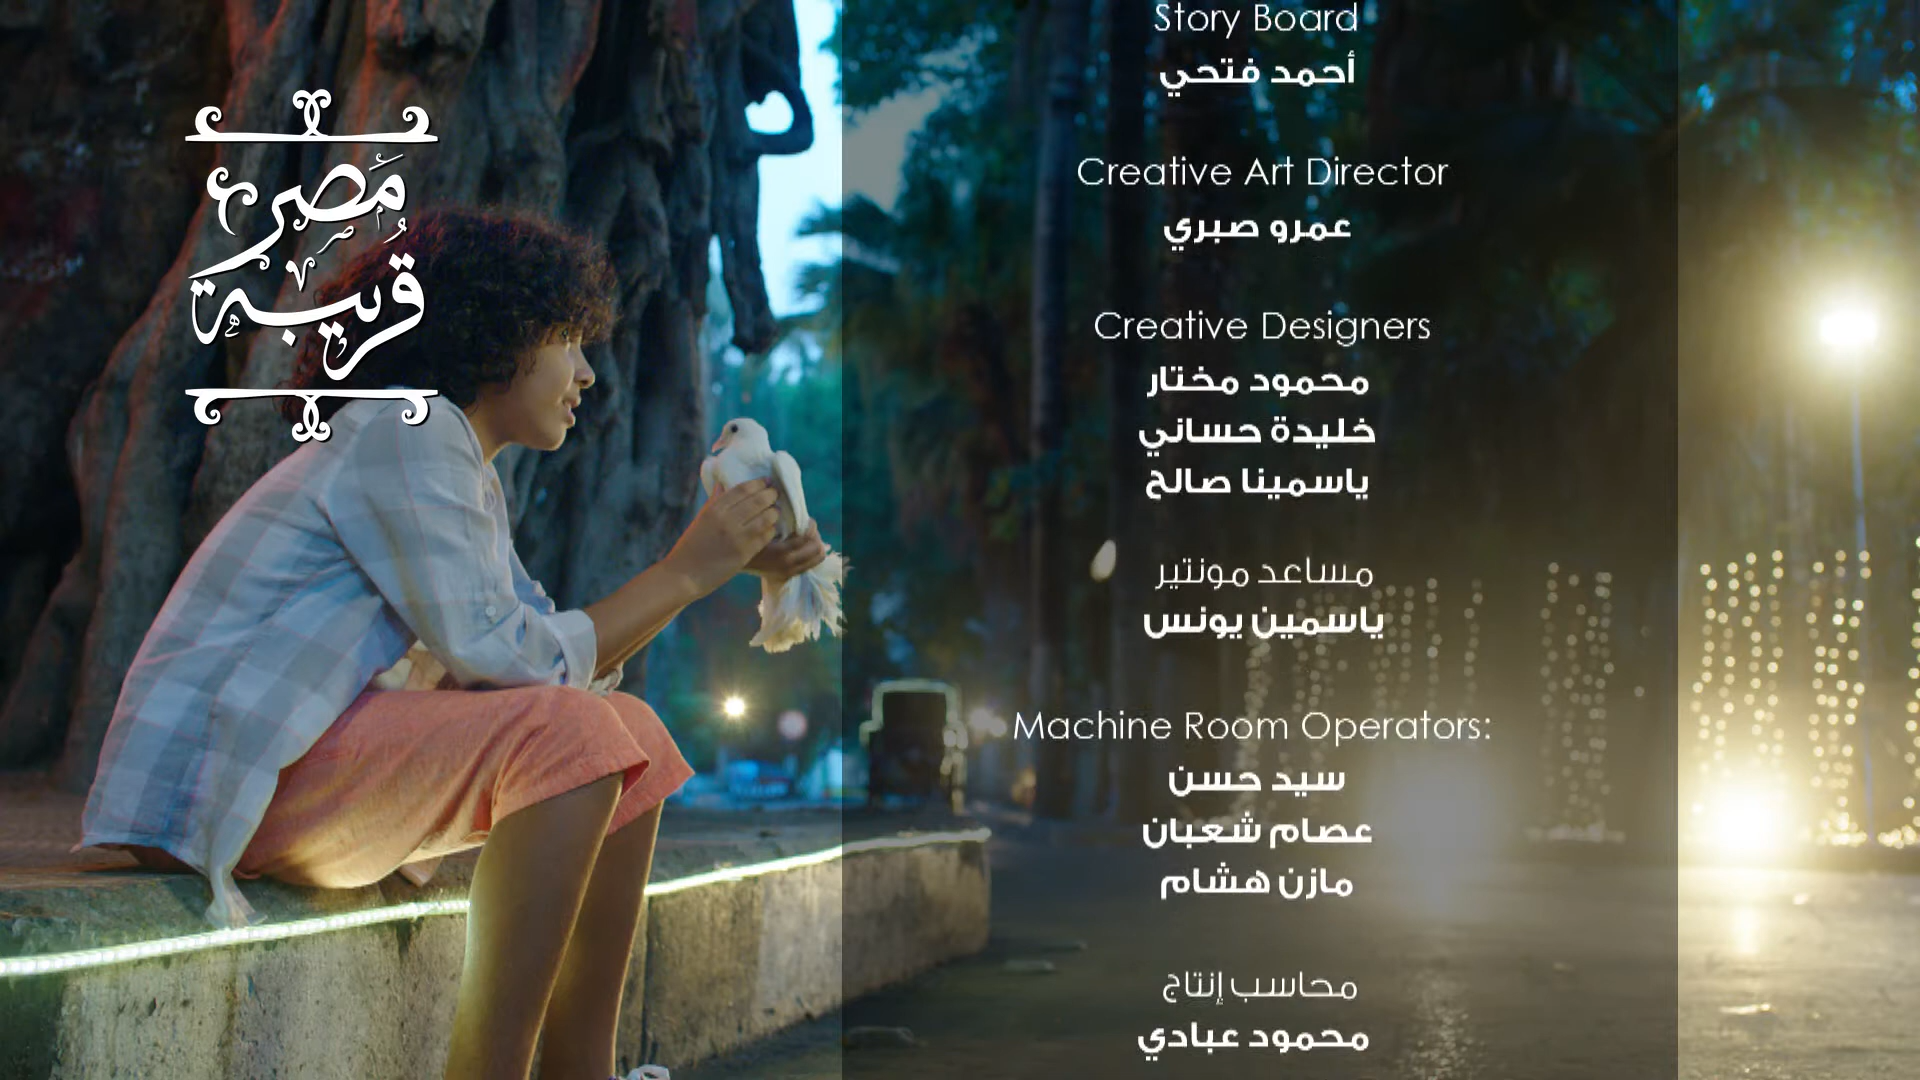 مصر
قريبة
Story Board
أحمد فتحي
Creative Art Director
عمرو صبري
Creative Designers
محمود مختار
خليدة حساني
ياسمينا صالح
مساعد مونتير
ياسمين يونس
Machine Room Operators:
سيد حسن
عصام شعبان
مازن هشام
محاسب إنتاج
محمود عبادي